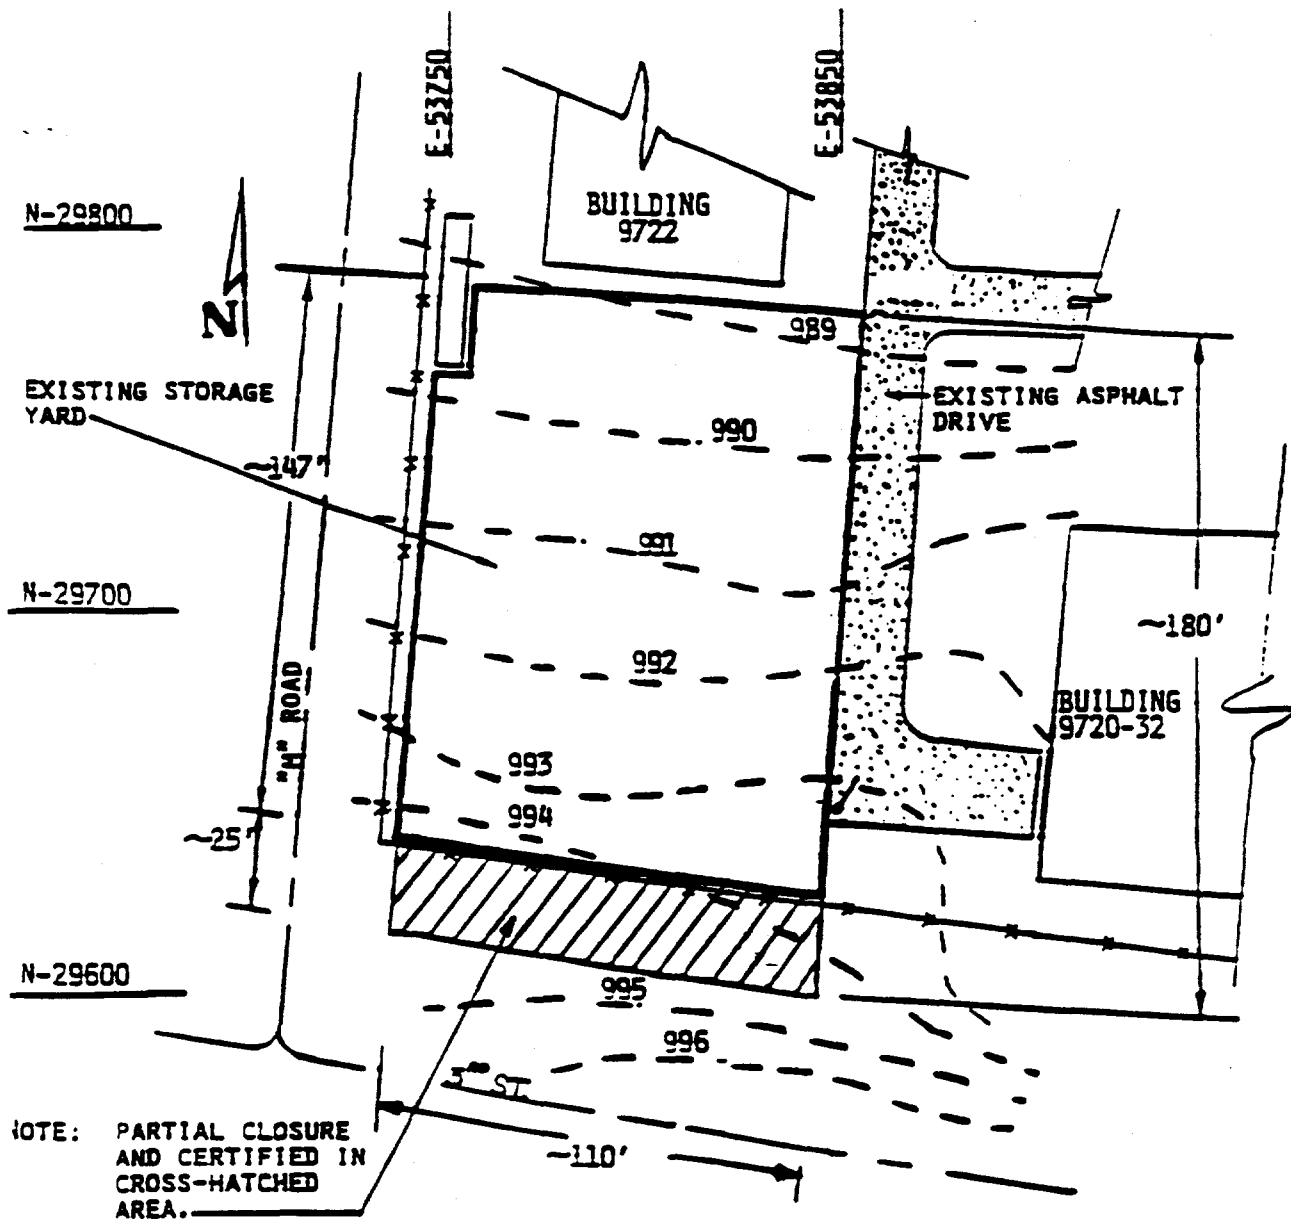 E-53750
E-53850
N-29800
BUILDING
9722
N
989
EXISTING STORAGE
YARD
EXISTING ASPHALT
DRIVE
990
~147'
991
N-29700
~180'
992
"M" ROAD
BUILDING
9720-32
993
994
~25'
N-29600
995
996
3RD ST.
NOTE: PARTIAL CLOSURE
AND CERTIFIED IN
CROSS-HATCHED
AREA.
~110'